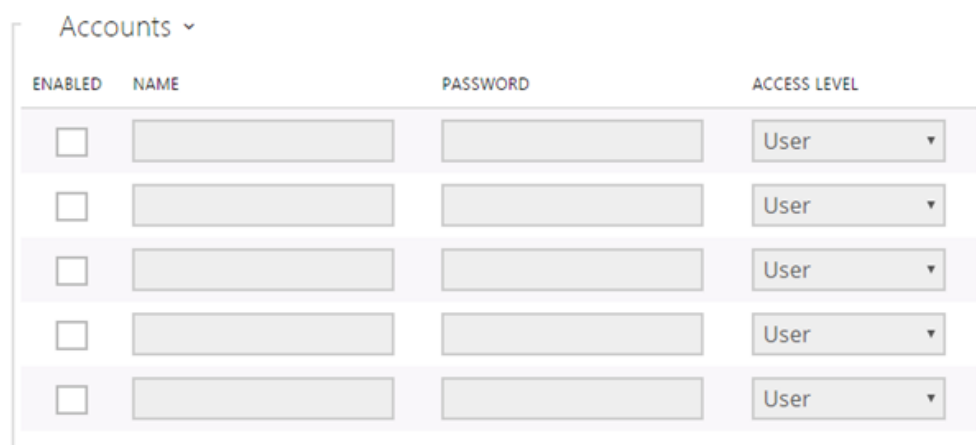 Accounts
ENABLED NAME PASSWORD ACCESS LEVEL
User
User
User
User
User